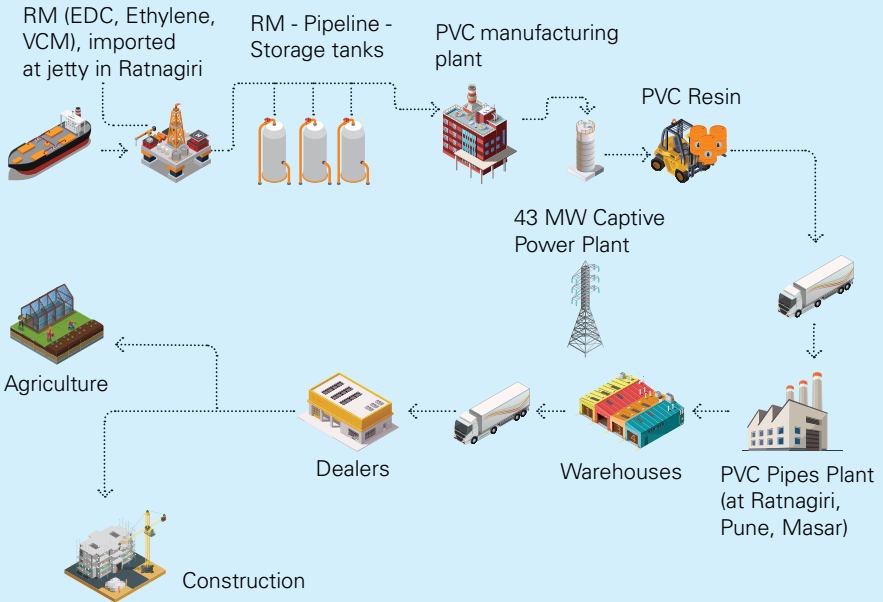 RM (EDC, Ethylene,
VCM), imported
at jetty in Ratnagiri
RM - Pipeline -
Storage tanks
PVC manufacturing
plant
PVC Resin
43 MW Captive
Power Plant
PVC Pipes Plant
(at Ratnagiri,
Pune, Masar)
Warehouses
Dealers
Agriculture
Construction